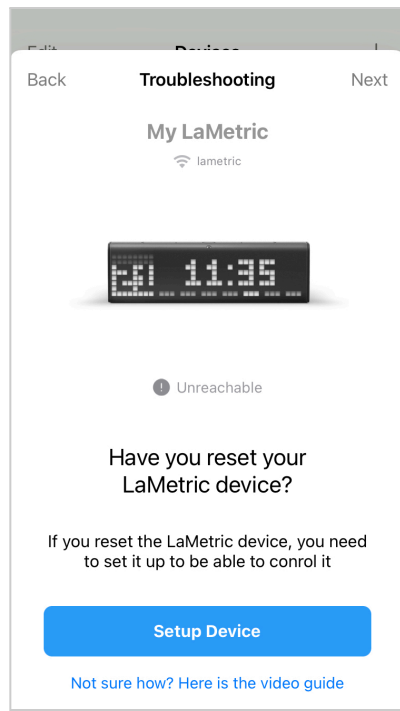 Edit Devices
Back Troubleshooting Next
My LaMetric
lametric
11:35
Unreachable
Have you reset your
LaMetric device?
If you reset the LaMetric device, you need
to set it up to be able to conrol it
Setup Device
Not sure how? Here is the video guide